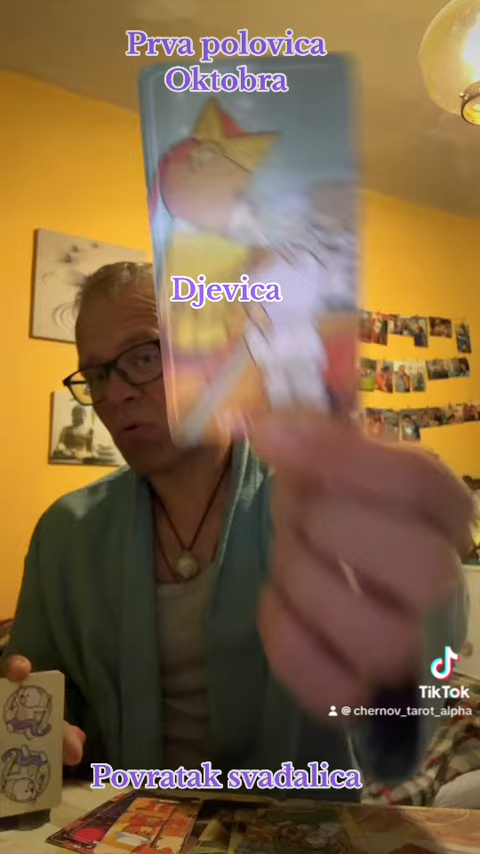 Prva polovica
Oktobra
Djevica
TikTok
@chernov_tarot_alpha
Povratak svađalica